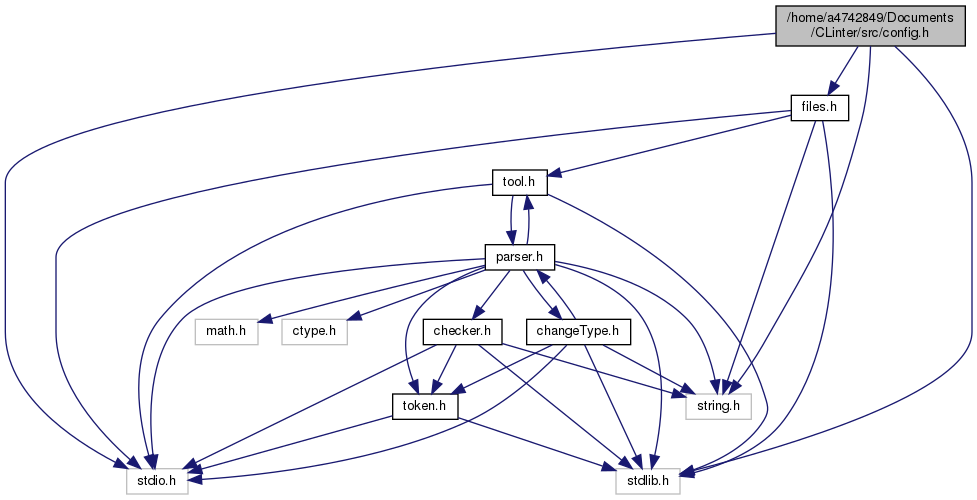 /home/a4742849/Documents
/CLinter/src/config.h
files.h
tool.h
parser.h
math.h
ctype.h
checker.h
changeType.h
token.h
string.h
stdio.h
stdlib.h